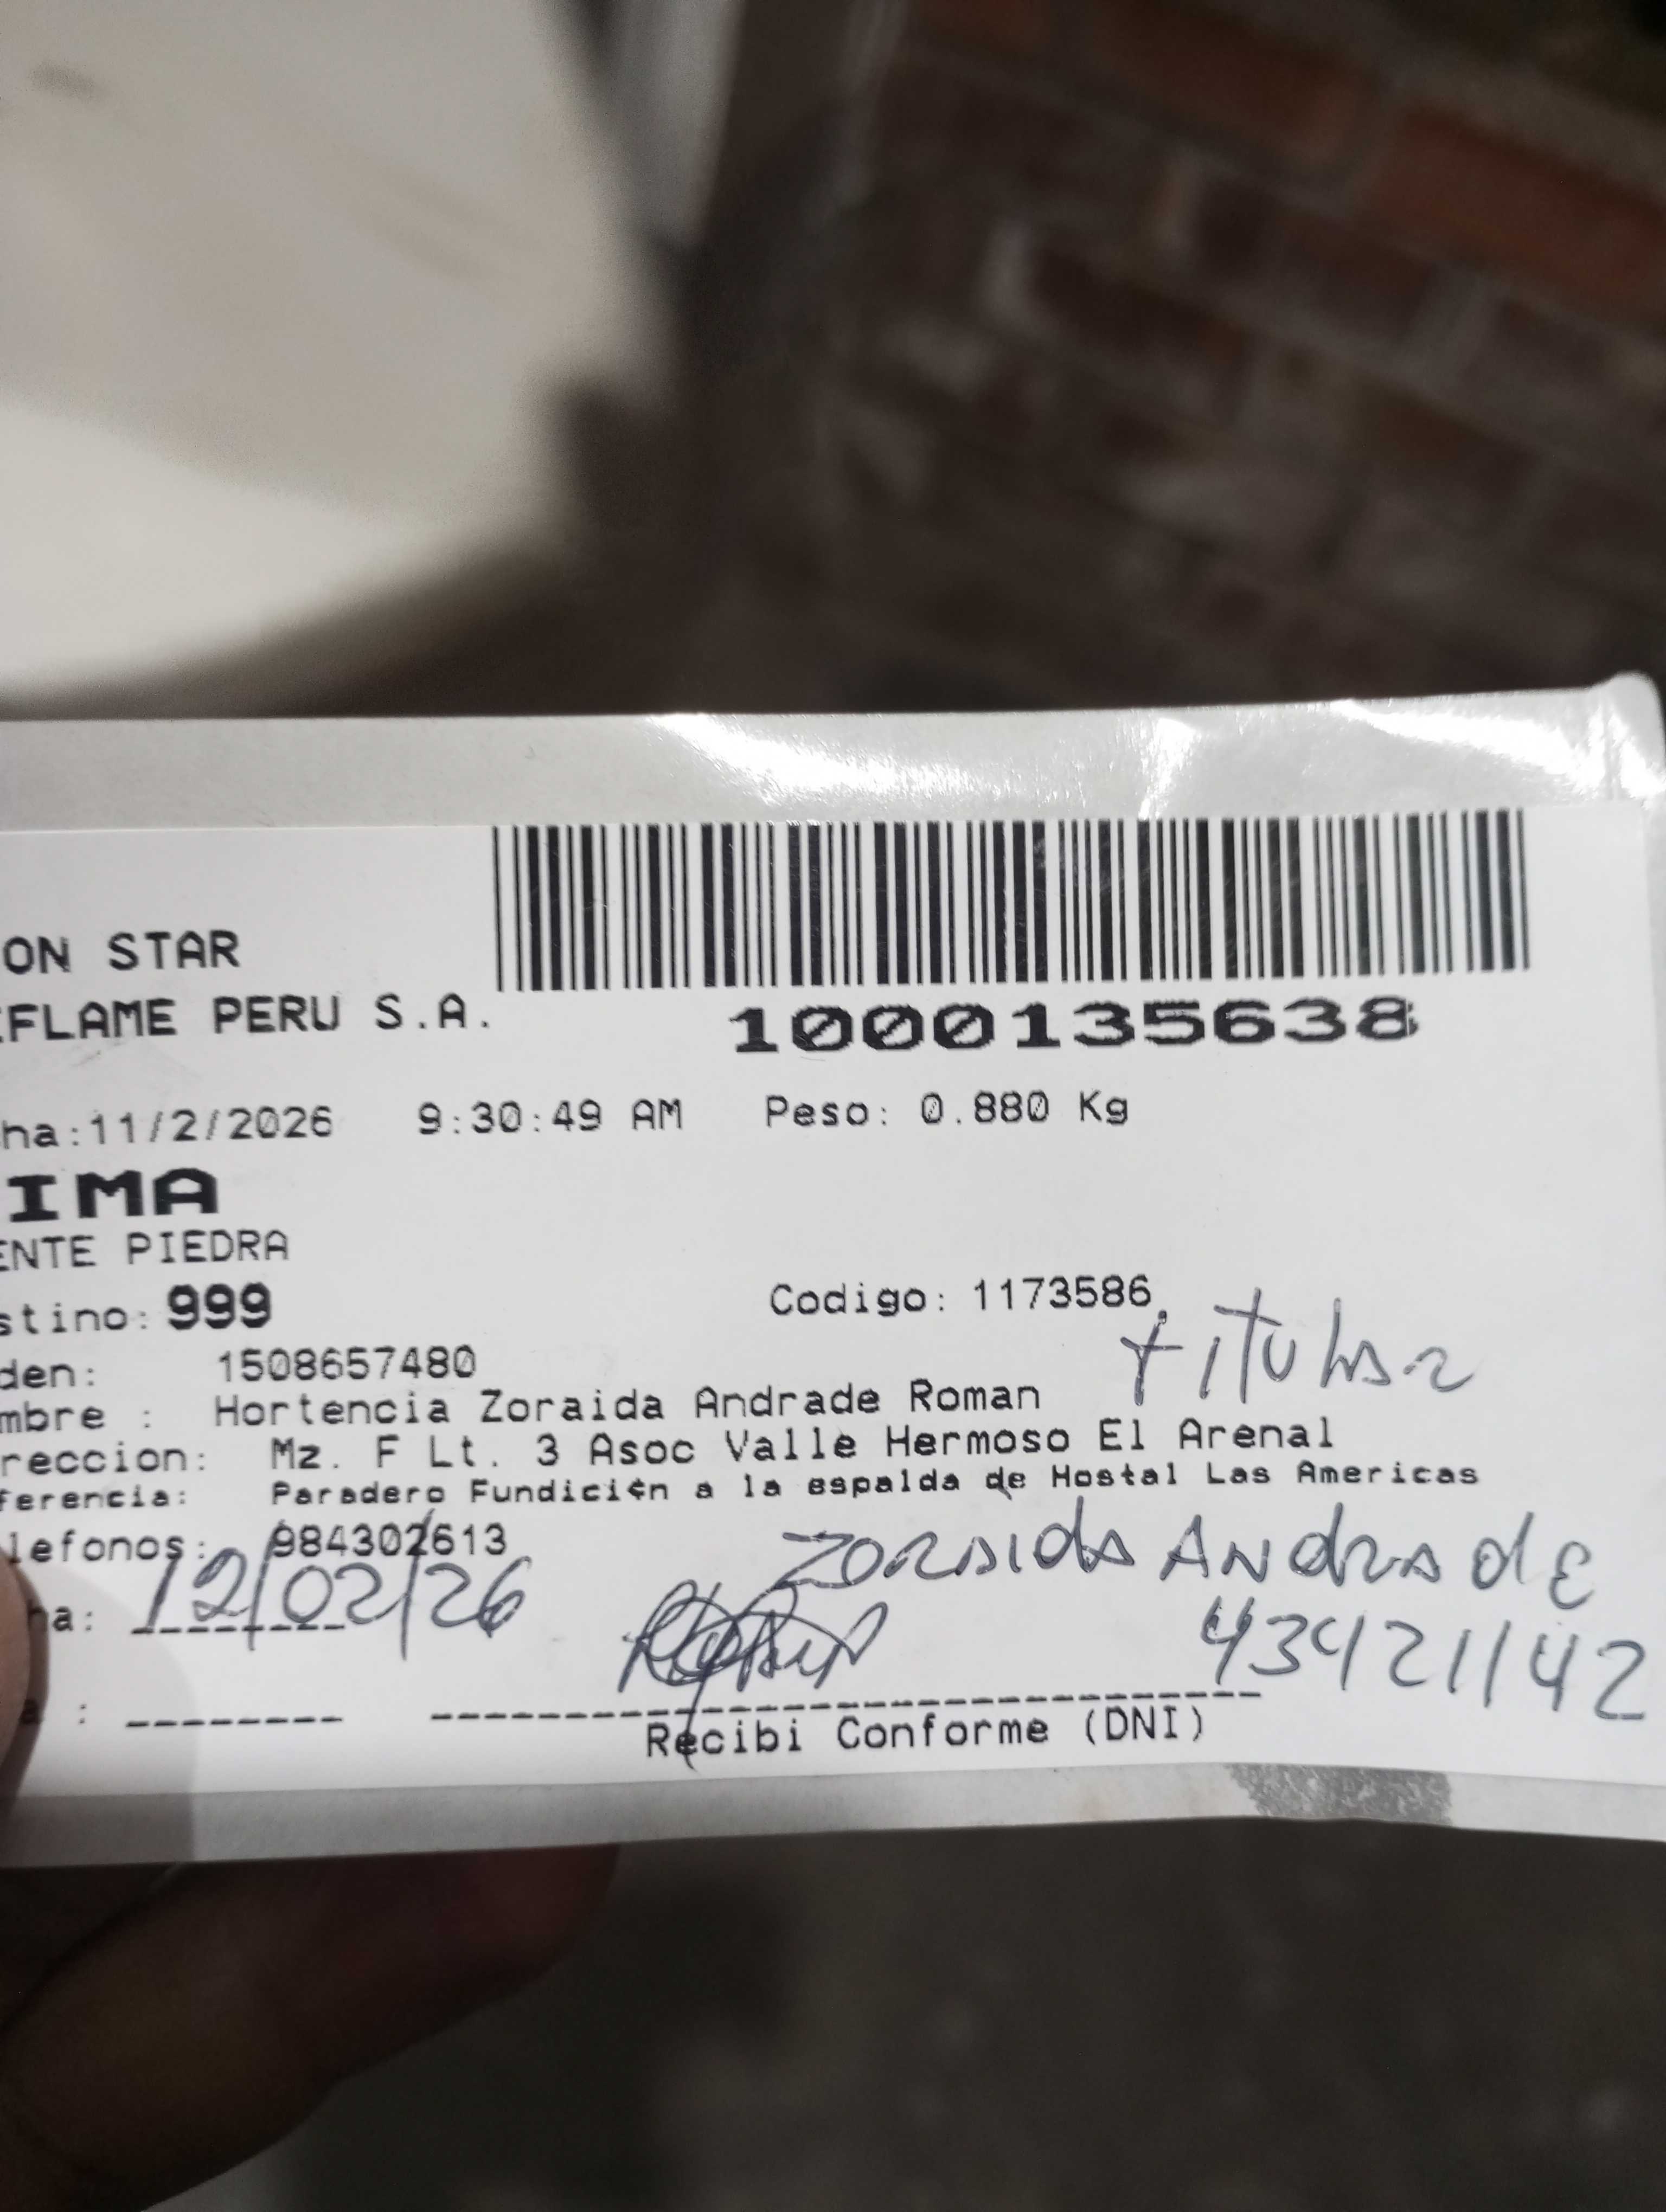 ON STAR
FLAME PERU S.A.
1000135638
ha:11/2/2026 9:30:49 AM Peso: 0.880 Kg
IMA
ENTE PIEDRA
stino: 999 Codigo: 1173586
titular
den: 1508657480
mbre : Hortencia Zoraida Andrade Roman
reccion: Mz. F Lt. 3 Asoc Valle Hermoso El Arenal
ferencia: Paradero Fundici¢n a la espalda de Hostal Las Americas
lefonos: 984302613
Zoraida Andrade
ha: 12/02/26
43421142
a :
Recibi Conforme (DNI)